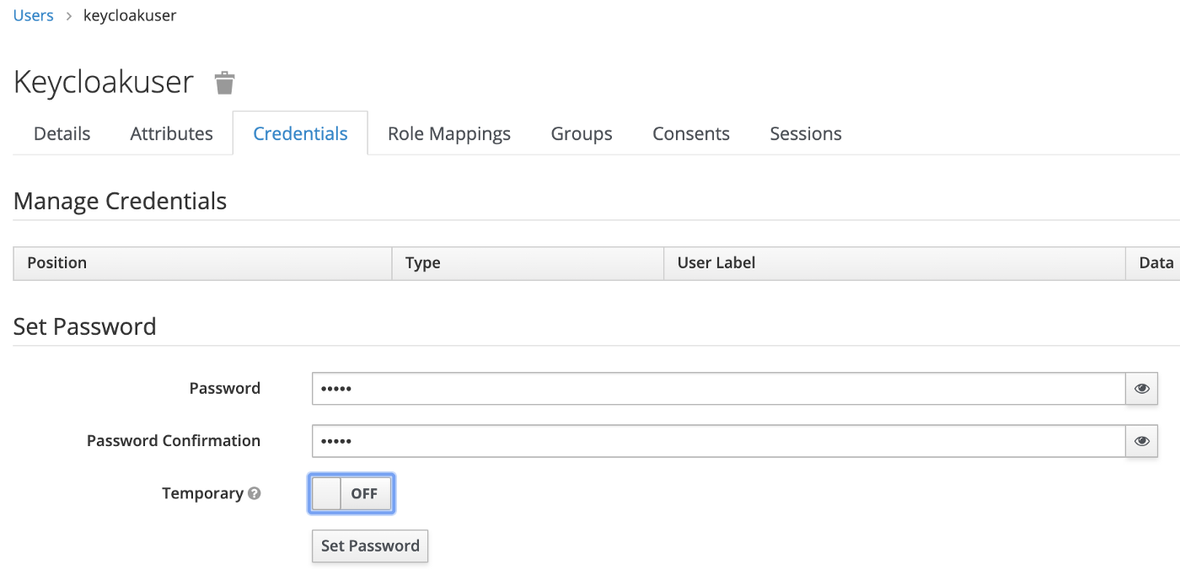 Users > keycloakuser
Keycloakuser
Details Attributes Credentials Role Mappings Groups Consents Sessions
Manage Credentials
Position Type User Label Data
Set Password
Password •••••
Password Confirmation •••••
Temporary ? OFF
Set Password